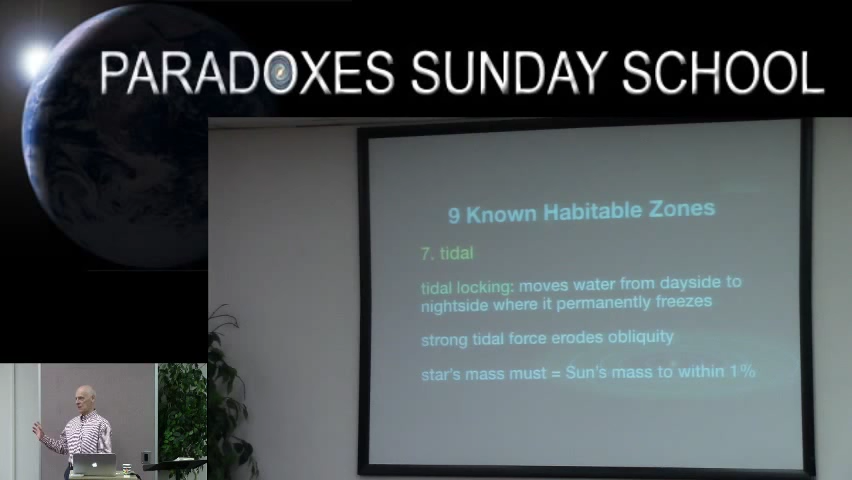 PARADOXES SUNDAY SCHOOL
9 Known Habitable Zones
7. tidal
tidal locking: moves water from dayside to
nightside where it permanently freezes
strong tidal force erodes obliquity
star's mass must = Sun's mass to within 1%